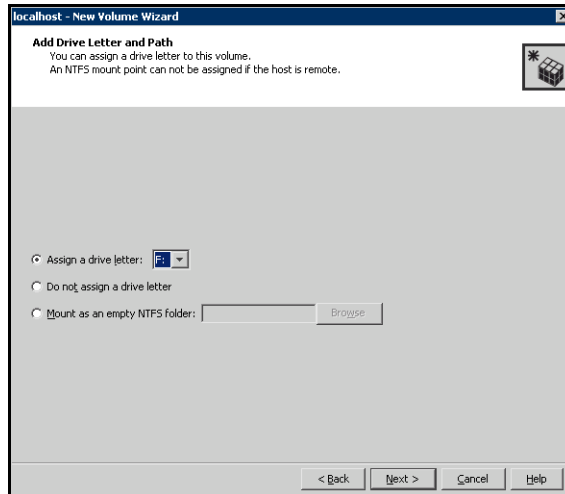 localhost - New Volume Wizard
Add Drive Letter and Path
You can assign a drive letter to this volume.
An NTFS mount point can not be assigned if the host is remote.
Assign a drive letter: F:
Do not assign a drive letter
Mount as an empty NTFS folder: Browse
< Back Next > Cancel Help